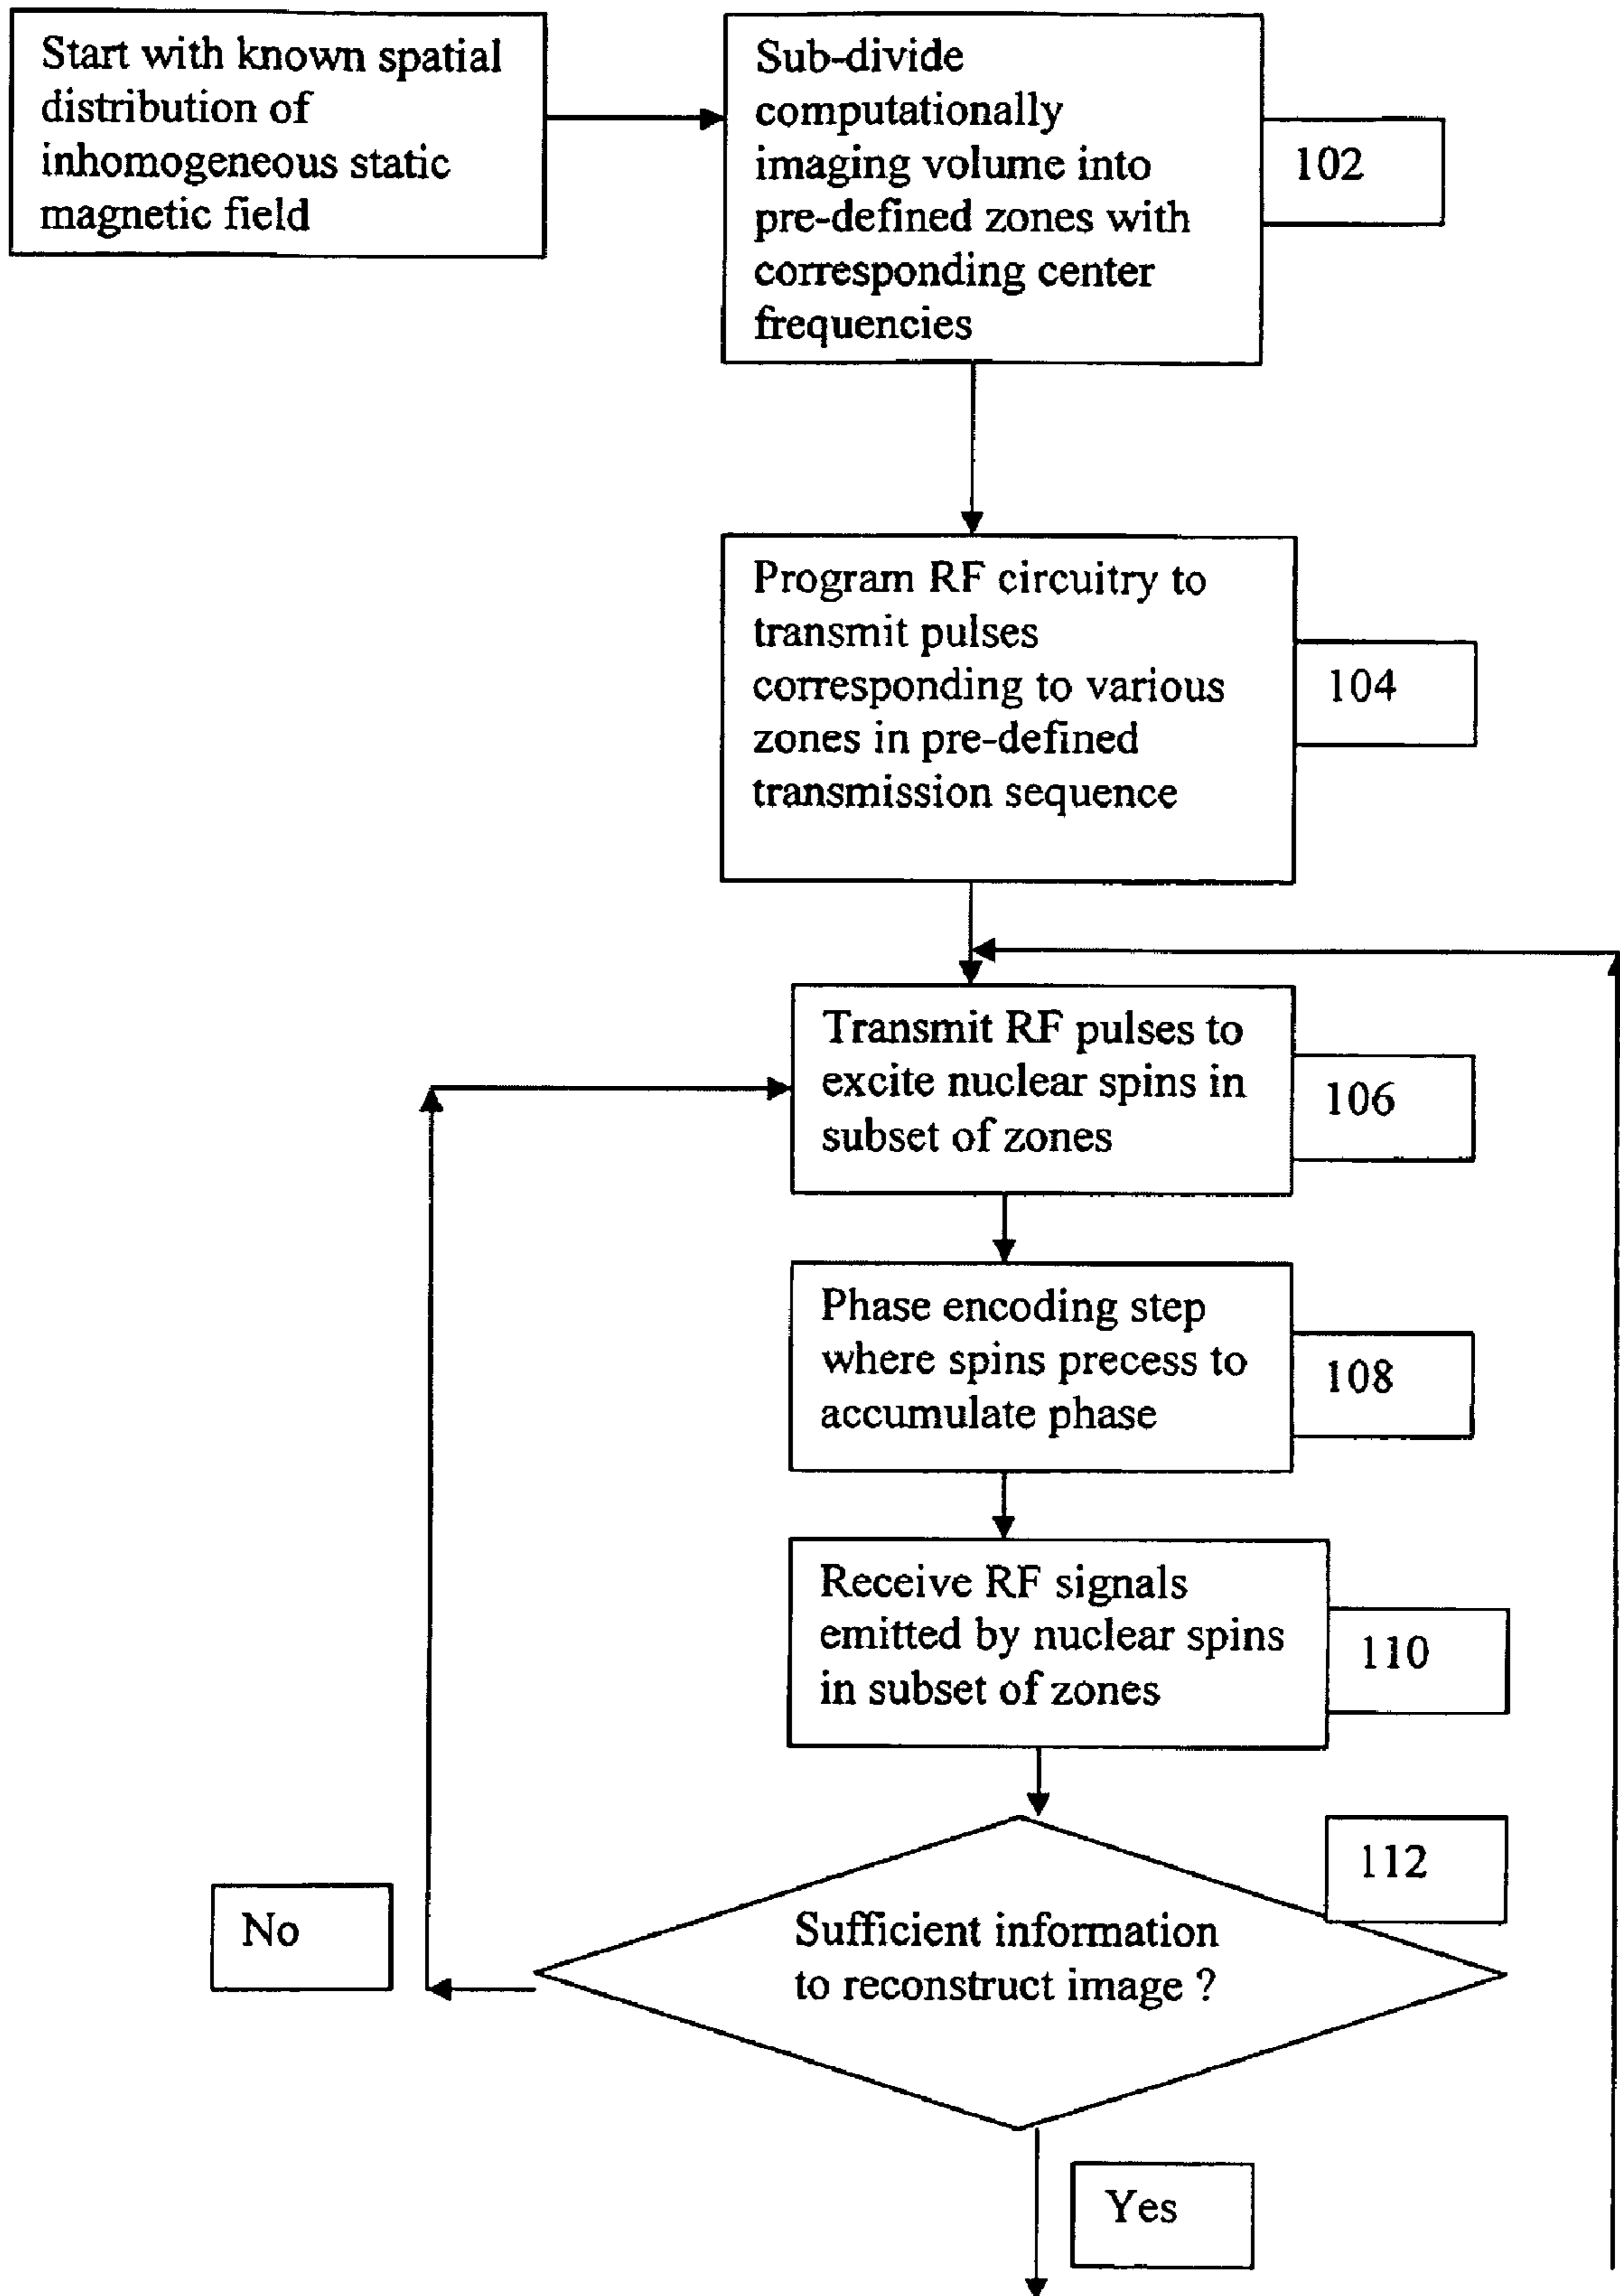 Start with known spatial
distribution of
inhomogeneous static
magnetic field
Sub-divide
computationally
imaging volume into
pre-defined zones with
corresponding center
frequencies
102
Program RF circuitry to
transmit pulses
corresponding to various
zones in pre-defined
transmission sequence
104
Transmit RF pulses to
excite nuclear spins in
subset of zones
106
Phase encoding step
where spins precess to
accumulate phase
108
Receive RF signals
emitted by nuclear spins
in subset of zones
110
112
Sufficient information
to reconstruct image ?
No
Yes